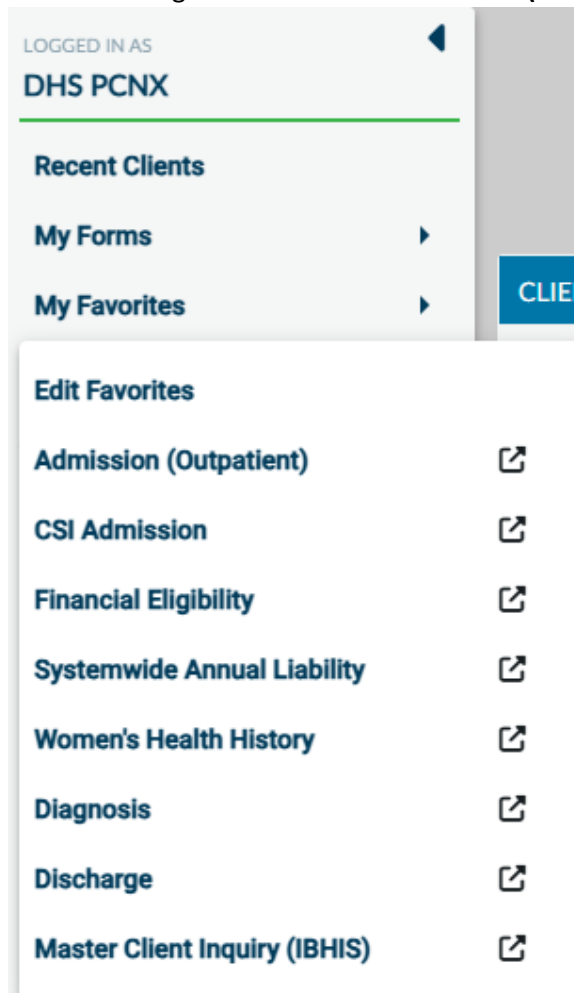 LOGGED IN AS
DHS PCNX
Recent Clients
My Forms
My Favorites
CLIE
Edit Favorites
Admission (Outpatient)
CSI Admission
Financial Eligibility
Systemwide Annual Liability
Women's Health History
Diagnosis
Discharge
Master Client Inquiry (IBHIS)